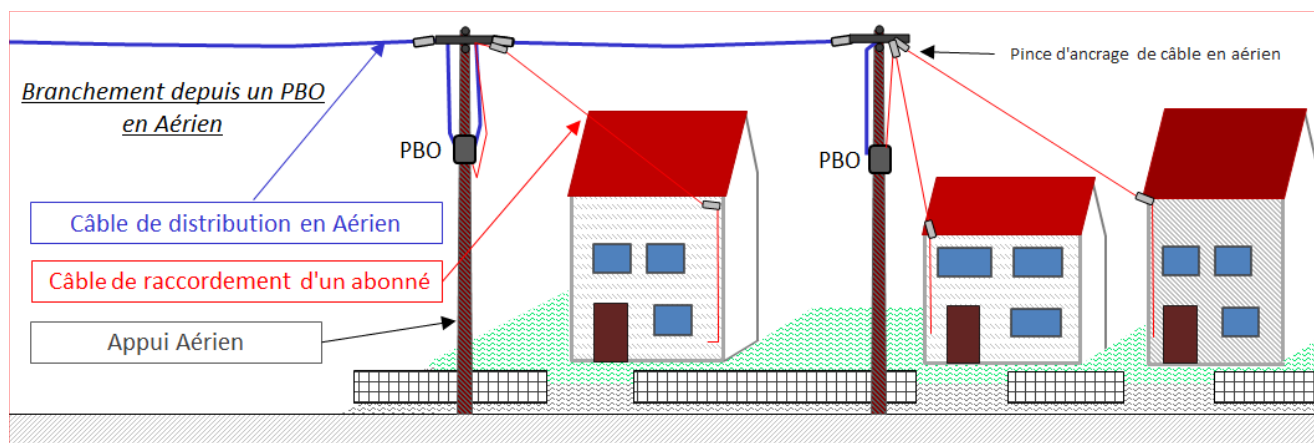 Branchement depuis un PBO
en Aérien
Pince d'ancrage de câble en aérien
PBO
PBO
Câble de distribution en Aérien
Câble de raccordement d'un abonné
Appui Aérien